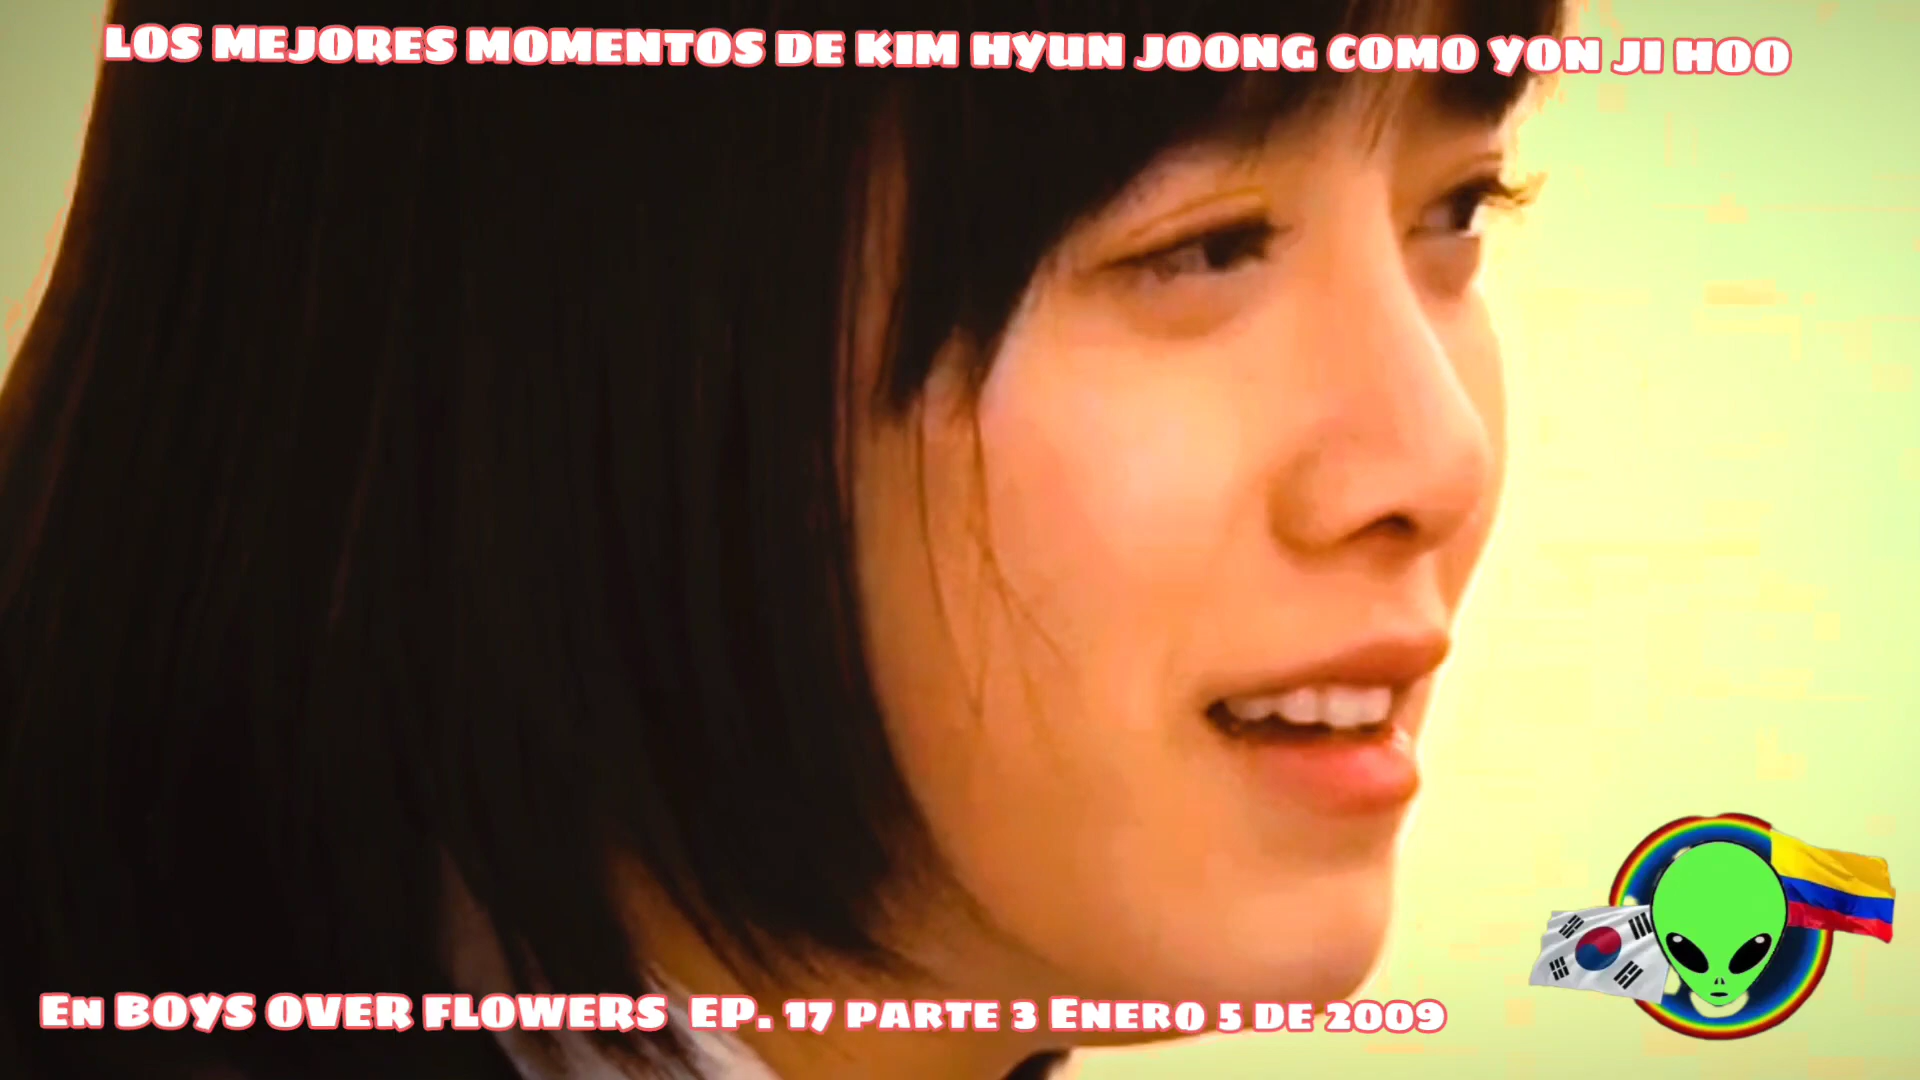 LOS MEJORES MOMENTOS DE KIM HYUN JOONG COMO YON JI HOO
En BOYS OVER FLOWERS EP. 17 PARTE 3 ENERO 5 DE 2009